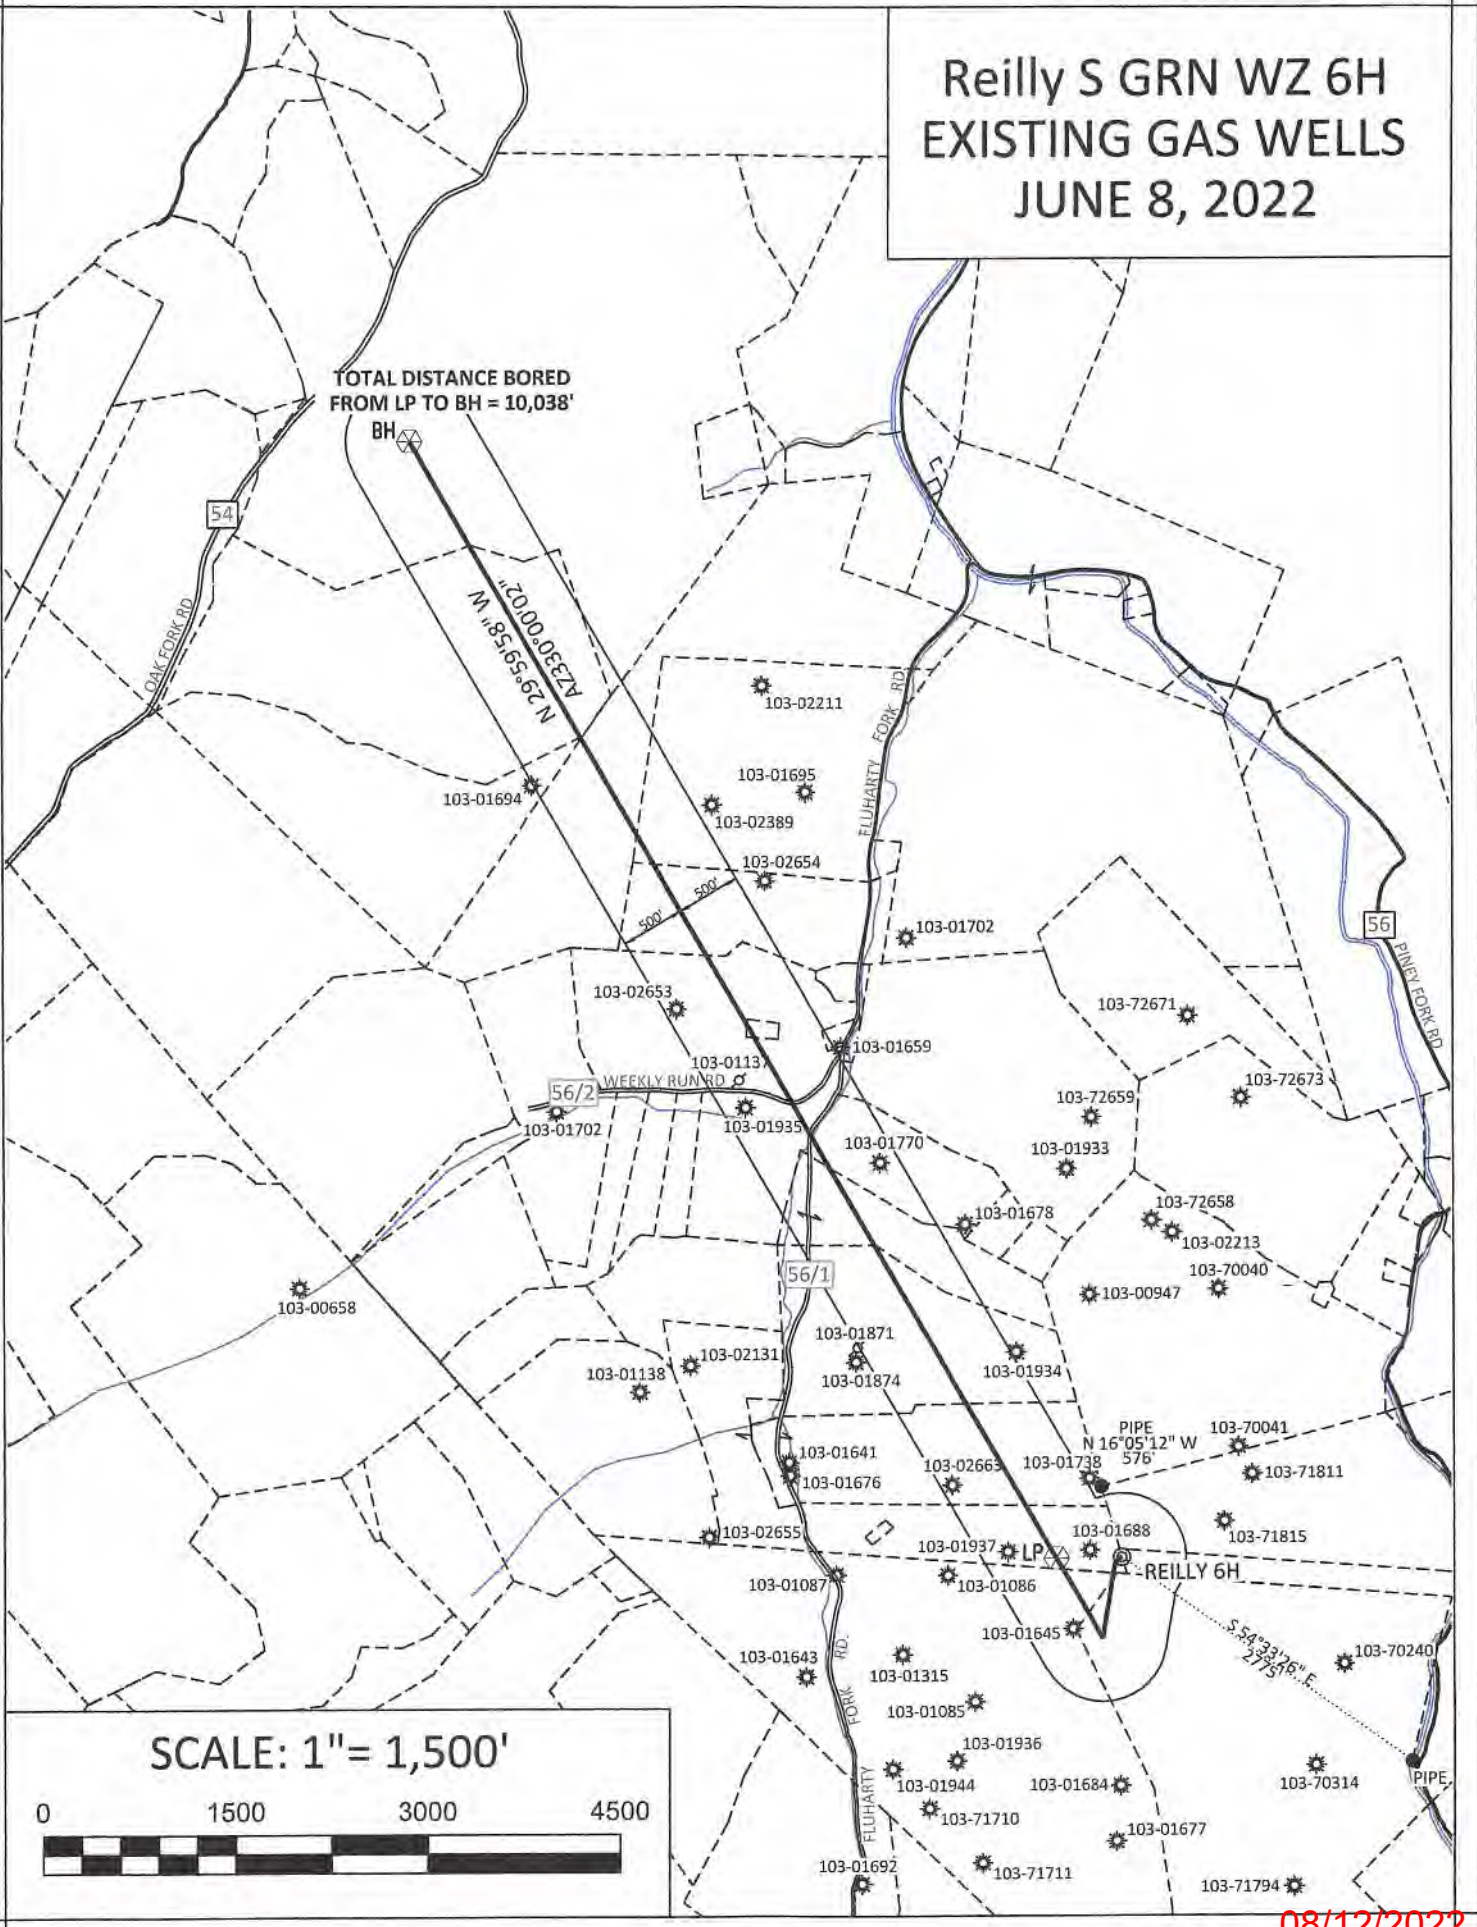 Reilly S GRN WZ 6H
EXISTING GAS WELLS
JUNE 8, 2022
TOTAL DISTANCE BORED
FROM LP TO BH = 10,038'
BH
54
OAK FORK RD
N 29°59'58" W
AZ330°00'02"
103-02211
FLUHARTY FORK RD
103-01695
103-01694
103-02389
103-02654
500'
500'
103-01702
56
PINEY FORK RD
103-02653
103-72671
103-01659
103-01137
WEEKLY RUN RD
56/2
103-72673
103-72659
103-01702
103-01935
103-01770
103-01933
103-72658
103-01678
103-02213
56/1
103-70040
103-00947
103-00658
103-01871
103-02131
103-01138
103-01874
103-01934
PIPE
N 16°05'12" W
576'
103-70041
103-01641
103-02663
103-01738
103-71811
103-01676
103-02655
103-01688
103-71815
103-01937
LP
REILLY 6H
103-01087
103-01086
103-01645
S 54°33'26" E
2775'
103-70240
103-01643
103-01315
103-01085
FLUHARTY FORK RD.
103-01936
103-01944
103-01684
103-70314
PIPE
103-71710
103-01677
103-01692
103-71711
103-71794
SCALE: 1"= 1,500'
0 1500 3000 4500
08/12/2022